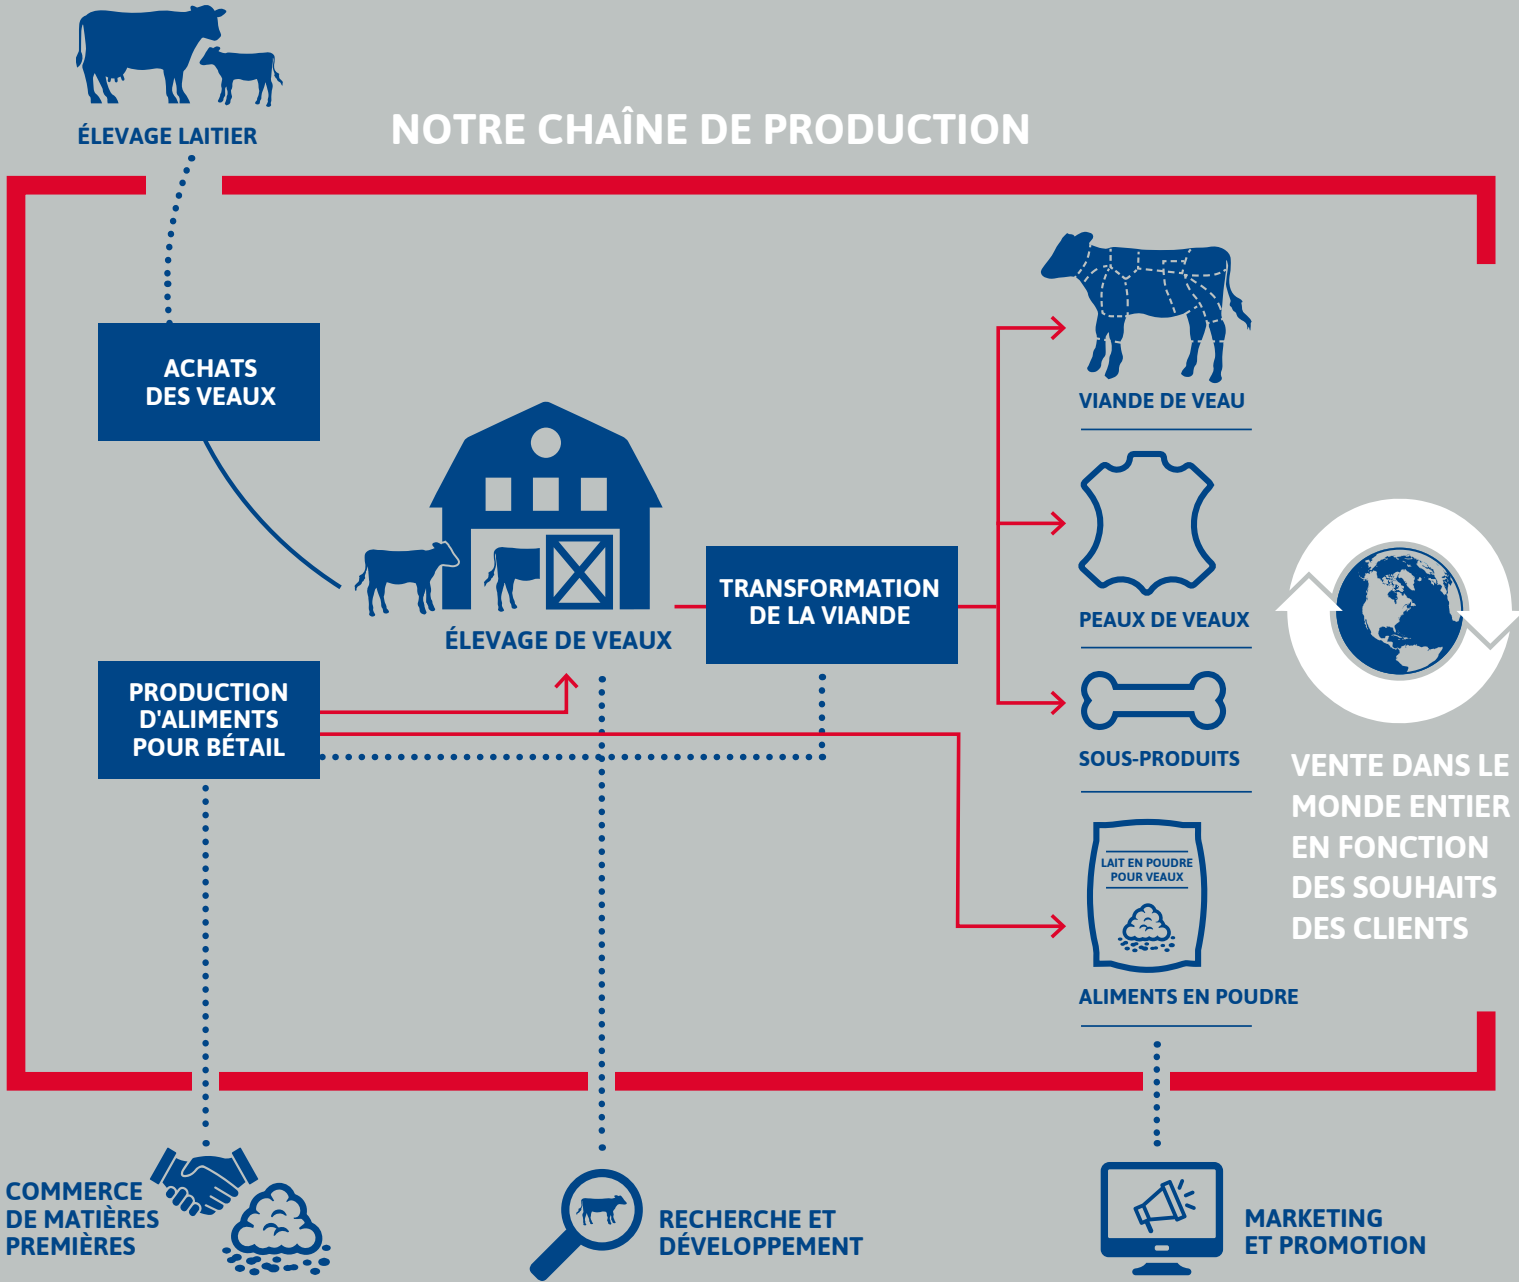 ÉLEVAGE LAITIER
NOTRE CHAÎNE DE PRODUCTION
ACHATS
DES VEAUX
ÉLEVAGE DE VEAUX
PRODUCTION
D'ALIMENTS
POUR BÉTAIL
TRANSFORMATION
DE LA VIANDE
VIANDE DE VEAU
PEAUX DE VEAUX
SOUS-PRODUITS
LAIT EN POUDRE
POUR VEAUX
ALIMENTS EN POUDRE
VENTE DANS LE
MONDE ENTIER
EN FONCTION
DES SOUHAITS
DES CLIENTS
COMMERCE
DE MATIÈRES
PREMIÈRES
RECHERCHE ET
DÉVELOPPEMENT
MARKETING
ET PROMOTION